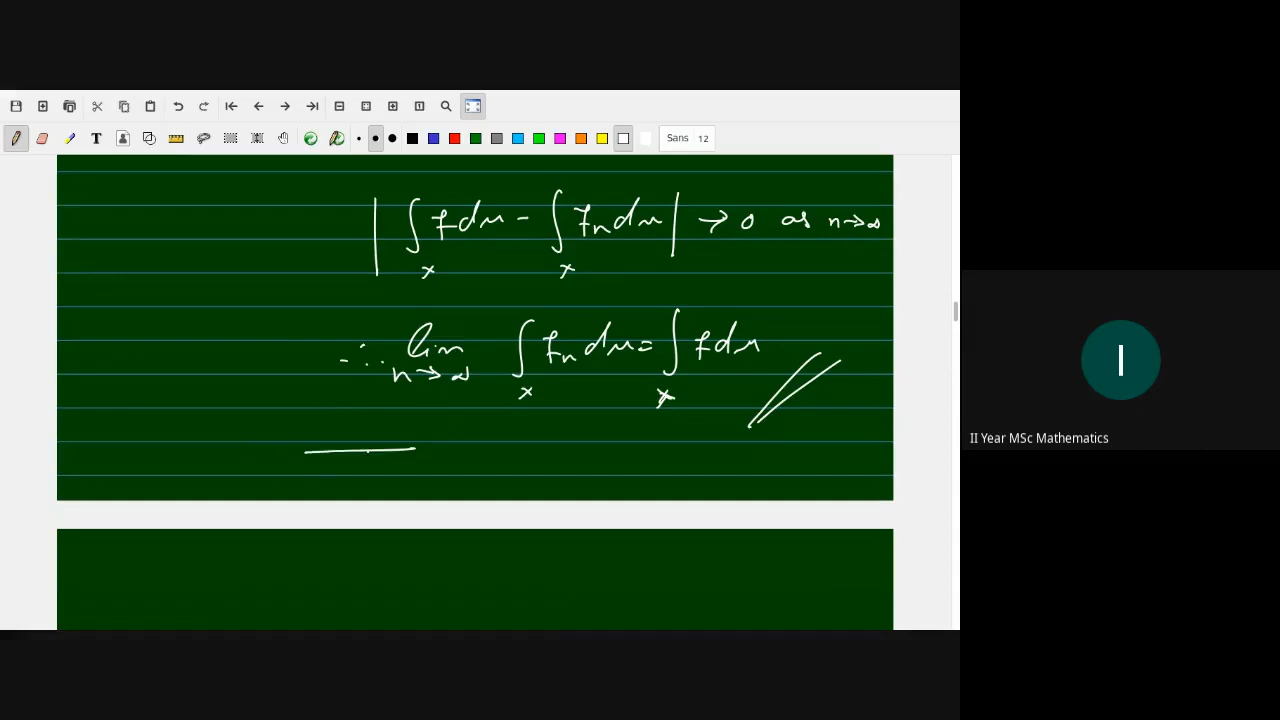 Sans 12
| ∫_X f dμ - ∫_X f_n dμ | → 0 as n→∞
∴ lim_{n→∞} ∫_X f_n dμ = ∫_X f dμ
I
II Year MSc Mathematics